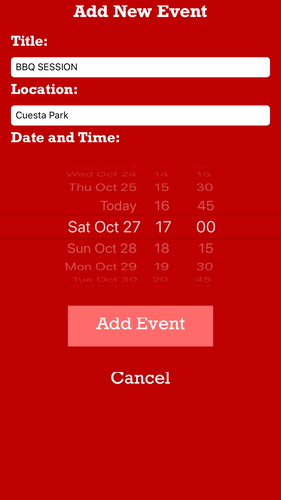 Add New Event
Title:
BBQ SESSION
Location:
Cuesta Park
Date and Time:
Wed Oct 24 14 15
Thu Oct 25 15 30
Today 16 45
Sat Oct 27 17 00
Sun Oct 28 18 15
Mon Oct 29 19 30
Tue Oct 30 20 45
Add Event
Cancel